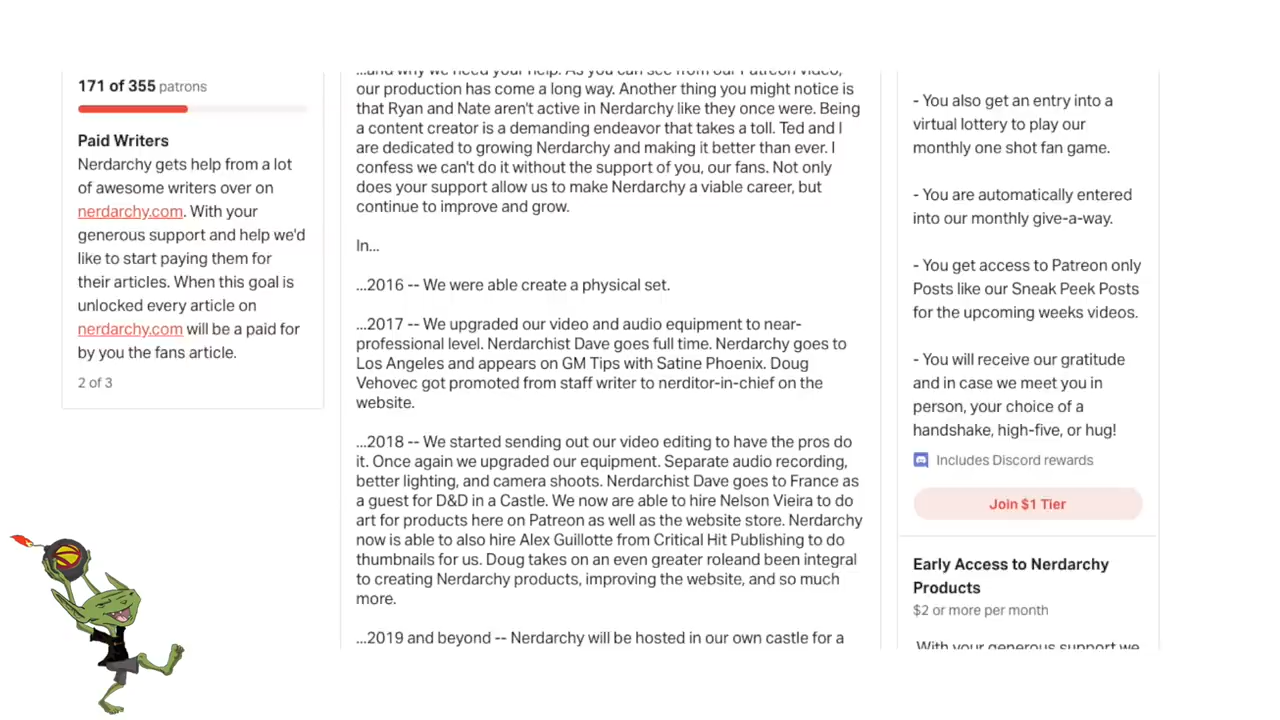 171 of 355 patrons
Paid Writers
Nerdarchy gets help from a lot
of awesome writers over on
nerdarchy.com. With your
generous support and help we'd
like to start paying them for
their articles. When this goal is
unlocked every article on
nerdarchy.com will be a paid for
by you the fans article.
2 of 3
...and why we need your help. As you can see from our Patreon video,
our production has come a long way. Another thing you might notice is
that Ryan and Nate aren't active in Nerdarchy like they once were. Being
a content creator is a demanding endeavor that takes a toll. Ted and I
are dedicated to growing Nerdarchy and making it better than ever. I
confess we can't do it without the support of you, our fans. Not only
does your support allow us to make Nerdarchy a viable career, but
continue to improve and grow.
In...
...2016 -- We were able create a physical set.
...2017 -- We upgraded our video and audio equipment to near-
professional level. Nerdarchist Dave goes full time. Nerdarchy goes to
Los Angeles and appears on GM Tips with Satine Phoenix. Doug
Vehovec got promoted from staff writer to nerditor-in-chief on the
website.
...2018 -- We started sending out our video editing to have the pros do
it. Once again we upgraded our equipment. Separate audio recording,
better lighting, and camera shoots. Nerdarchist Dave goes to France as
a guest for D&D in a Castle. We now are able to hire Nelson Vieira to do
art for products here on Patreon as well as the website store. Nerdarchy
now is able to also hire Alex Guillotte from Critical Hit Publishing to do
thumbnails for us. Doug takes on an even greater roleand been integral
to creating Nerdarchy products, improving the website, and so much
more.
...2019 and beyond -- Nerdarchy will be hosted in our own castle for a
- You also get an entry into a
virtual lottery to play our
monthly one shot fan game.
- You are automatically entered
into our monthly give-a-way.
- You get access to Patreon only
Posts like our Sneak Peek Posts
for the upcoming weeks videos.
- You will receive our gratitude
and in case we meet you in
person, your choice of a
handshake, high-five, or hug!
Includes Discord rewards
Join $1 Tier
Early Access to Nerdarchy
Products
$2 or more per month
With your generous support we